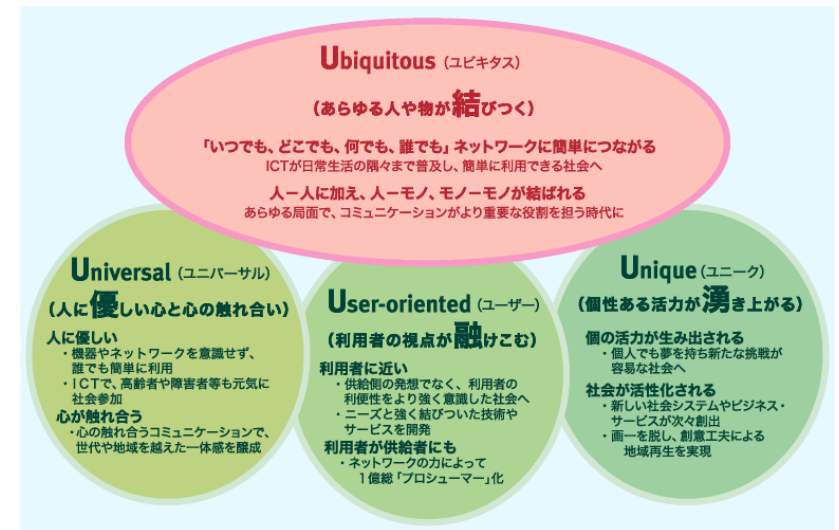 Ubiquitous（ユビキタス）
（あらゆる人や物が結びつく）
「いつでも、どこでも、何でも、誰でも」ネットワークに簡単につながる
ICTが日常生活の隅々まで普及し、簡単に利用できる社会へ
人－人に加え、人－モノ、モノ－モノが結ばれる
あらゆる局面で、コミュニケーションがより重要な役割を担う時代に
Universal（ユニバーサル）
（人に優しい心と心の触れ合い）
人に優しい
・機器やネットワークを意識せず、
誰でも簡単に利用
・ICTで、高齢者や障害者等も元気に
社会参加
心が触れ合う
・心の触れ合うコミュニケーションで、
世代や地域を越えた一体感を醸成
User-oriented（ユーザー）
（利用者の視点が融けこむ）
利用者に近い
・供給側の発想でなく、利用者の
利便性をより強く意識した社会へ
・ニーズと強く結びついた技術や
サービスを開発
利用者が供給者にも
・ネットワークの力によって
1億総「プロシューマー」化
Unique（ユニーク）
（個性ある活力が湧き上がる）
個の活力が生み出される
・個人でも夢を持ち新たな挑戦が
容易な社会へ
社会が活性化される
・新しい社会システムやビジネス・
サービスが次々創出
・画一を脱し、創意工夫による
地域再生を実現